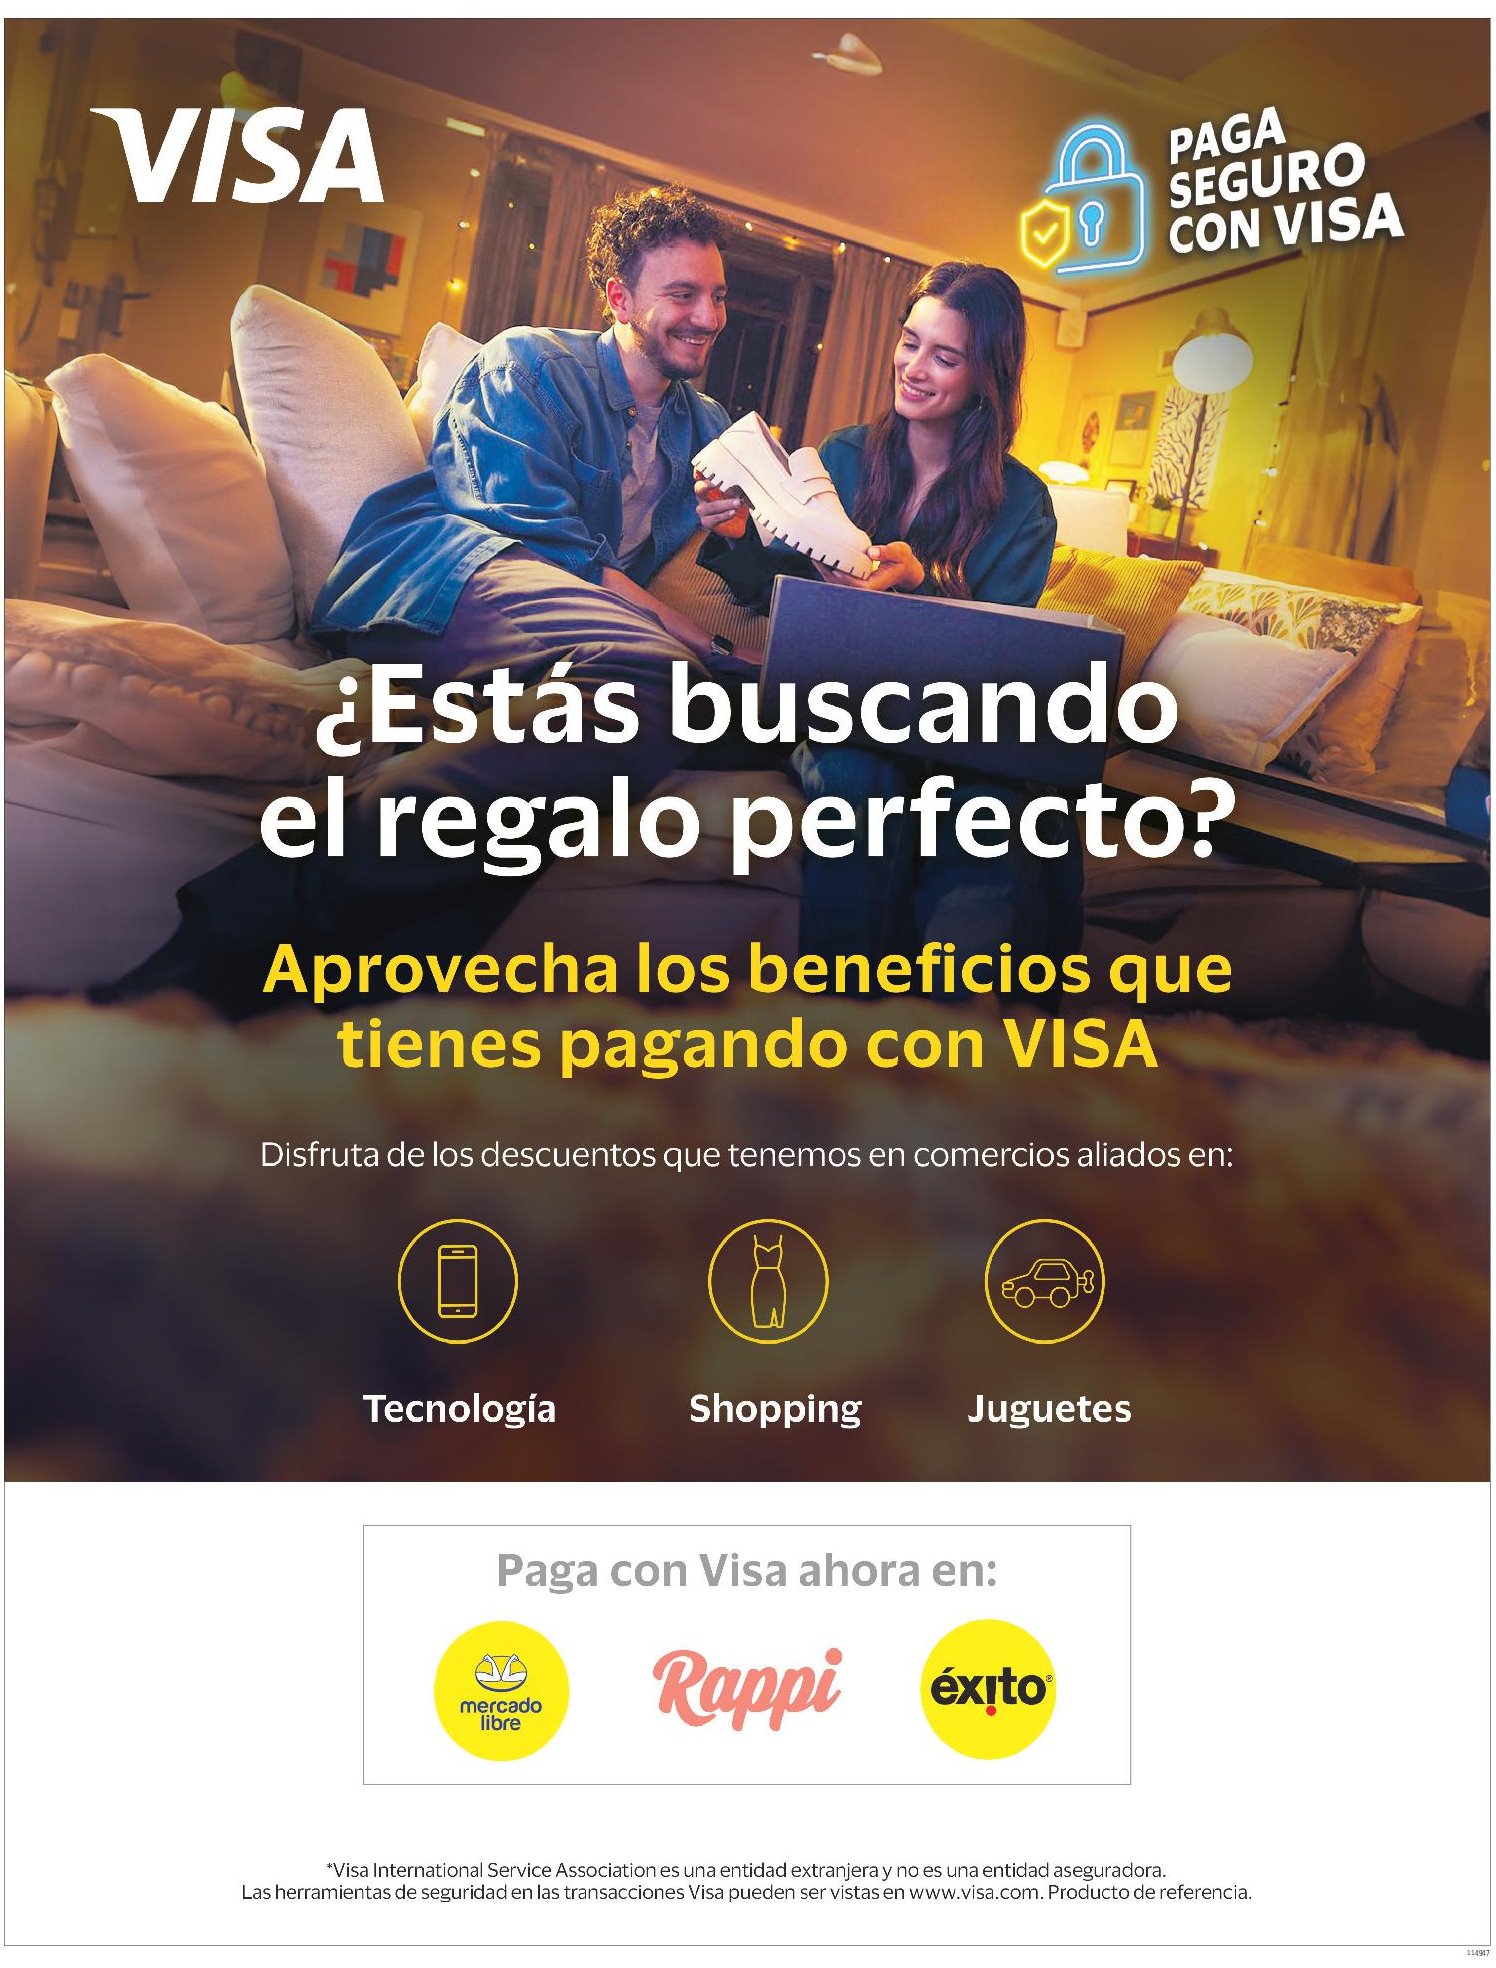 VISA
PAGA
SEGURO
CON VISA
¿Estás buscando
el regalo perfecto?
Aprovecha los beneficios que
tienes pagando con VISA
Disfruta de los descuentos que tenemos en comercios aliados en:
Tecnología
Shopping
Juguetes
Paga con Visa ahora en:
mercado
libre
Rappi
éxito®
*Visa International Service Association es una entidad extranjera y no es una entidad aseguradora.
Las herramientas de seguridad en las transacciones Visa pueden ser vistas en www.visa.com. Producto de referencia.
114947